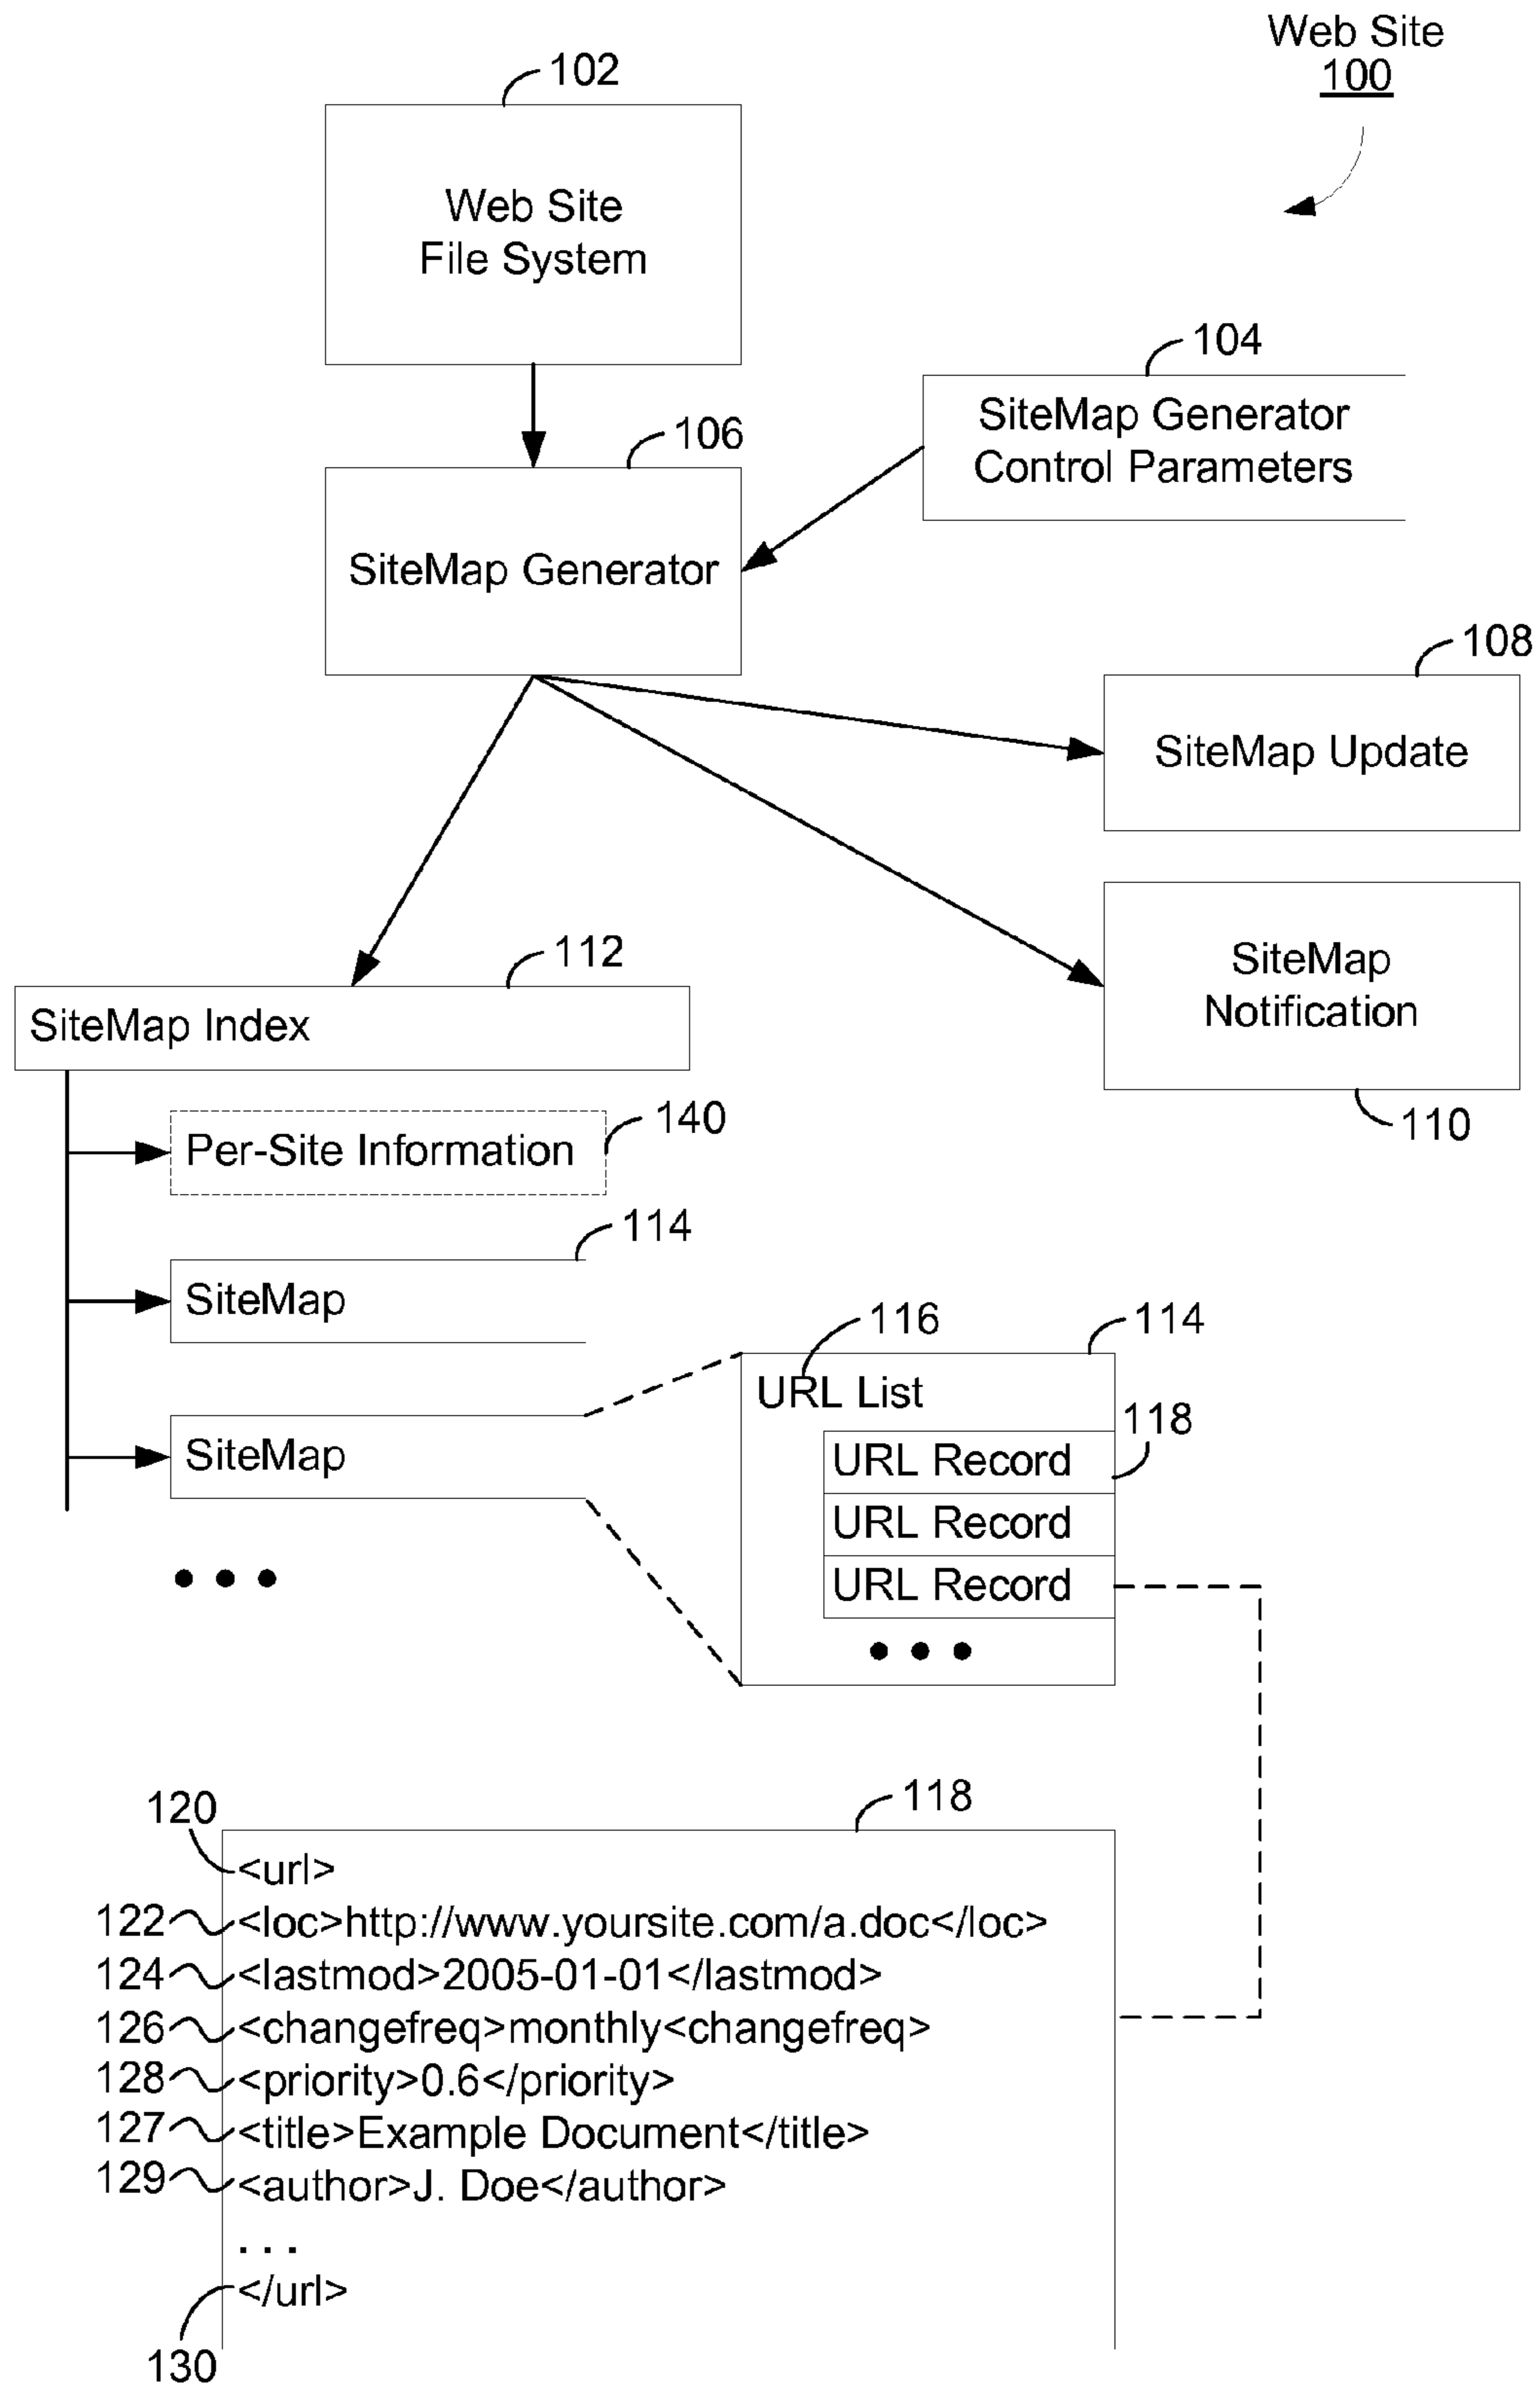 Web Site
100
102
Web Site
File System
104
SiteMap Generator
Control Parameters
106
SiteMap Generator
108
SiteMap Update
112
SiteMap Index
SiteMap
Notification
110
140
Per-Site Information
114
SiteMap
116
114
URL List
118
SiteMap
URL Record
URL Record
URL Record
118
120
<url>
122
<loc>http://www.yoursite.com/a.doc</loc>
124
<lastmod>2005-01-01</lastmod>
126
<changefreq>monthly<changefreq>
128
<priority>0.6</priority>
127
<title>Example Document</title>
129
<author>J. Doe</author>
...
</url>
130